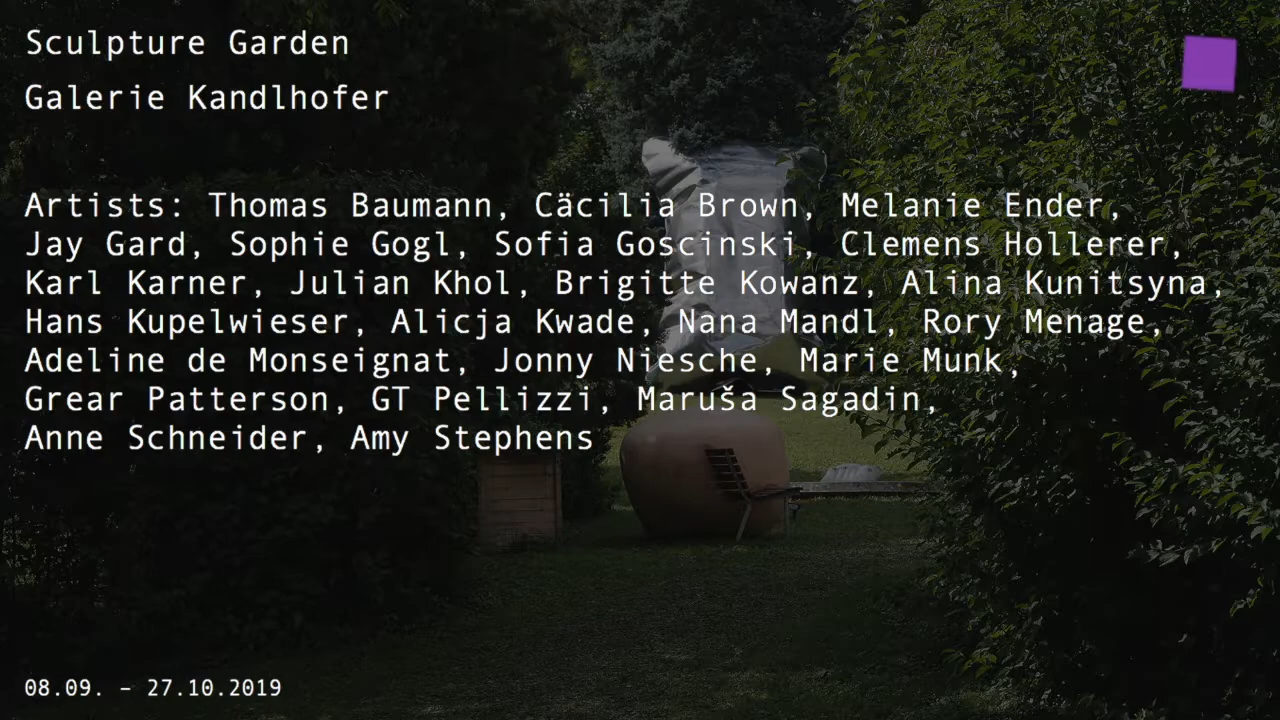 Sculpture Garden
Galerie Kandlhofer
Artists: Thomas Baumann, Cäcilia Brown, Melanie Ender,
Jay Gard, Sophie Gogl, Sofia Goscinski, Clemens Hollerer,
Karl Karner, Julian Khol, Brigitte Kowanz, Alina Kunitsyna,
Hans Kupelwieser, Alicja Kwade, Nana Mandl, Rory Menage,
Adeline de Monseignat, Jonny Niesche, Marie Munk,
Grear Patterson, GT Pellizzi, Maruša Sagadin,
Anne Schneider, Amy Stephens
08.09. – 27.10.2019